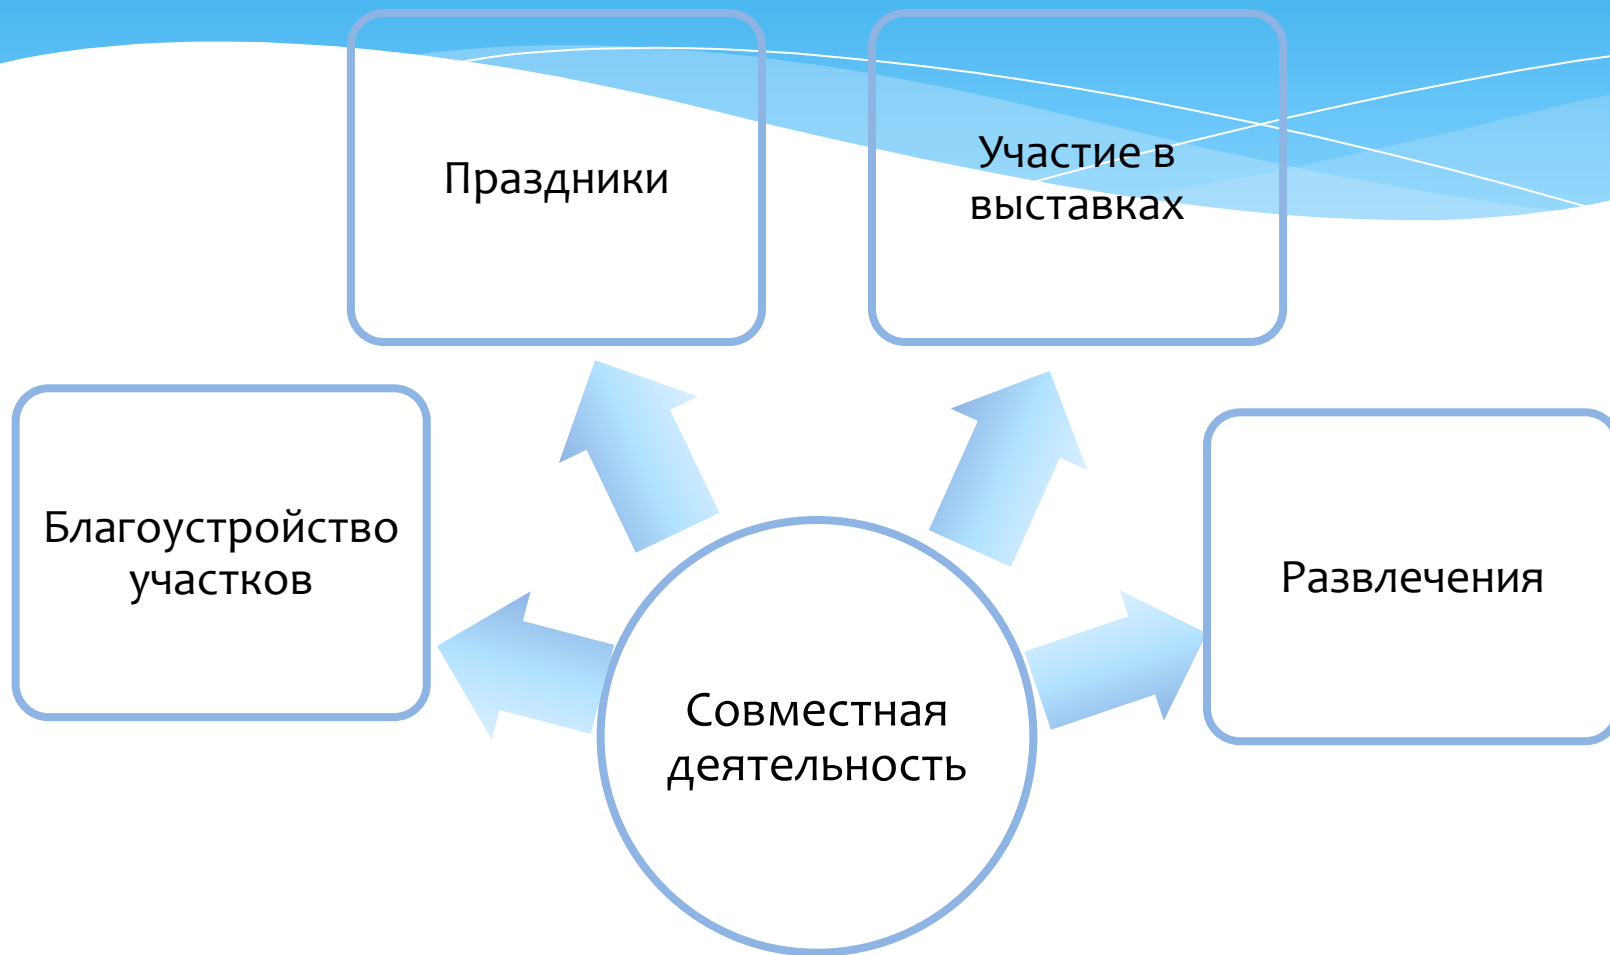 Праздники
Участие в
выставках
Благоустройство
участков
Развлечения
Совместная
деятельность